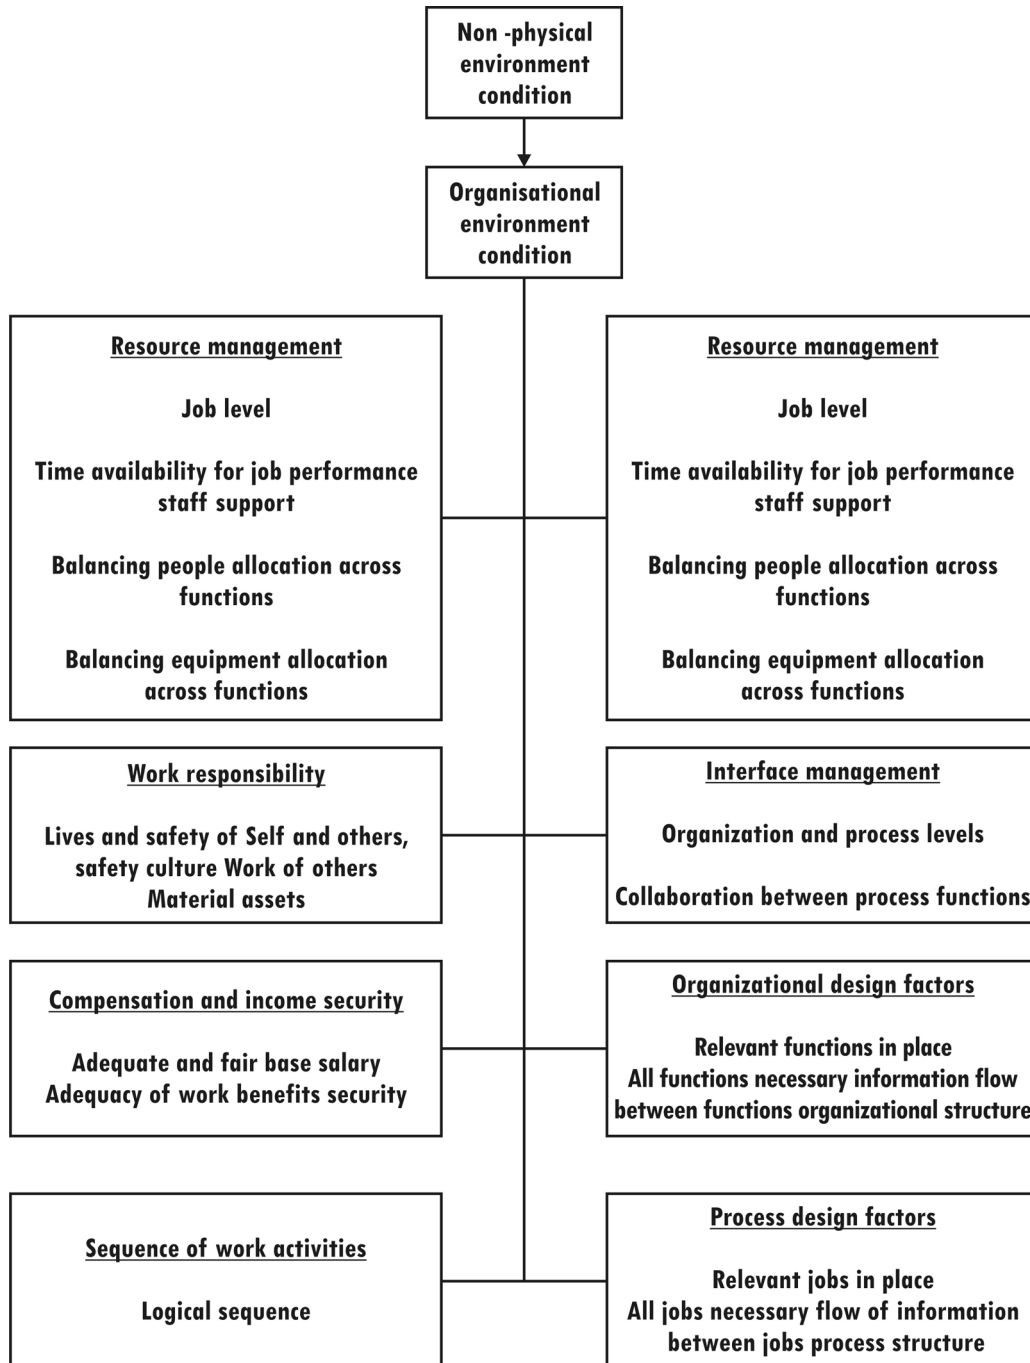 Non -physical
environment
condition
Organisational
environment
condition
Resource management
Job level
Time availability for job performance
staff support
Balancing people allocation across
functions
Balancing equipment allocation
across functions
Resource management
Job level
Time availability for job performance
staff support
Balancing people allocation across
functions
Balancing equipment allocation
across functions
Work responsibility
Lives and safety of Self and others,
safety culture Work of others
Material assets
Interface management
Organization and process levels
Collaboration between process functions
Compensation and income security
Adequate and fair base salary
Adequacy of work benefits security
Organizational design factors
Relevant functions in place
All functions necessary information flow
between functions organizational structure
Sequence of work activities
Logical sequence
Process design factors
Relevant jobs in place
All jobs necessary flow of information
between jobs process structure